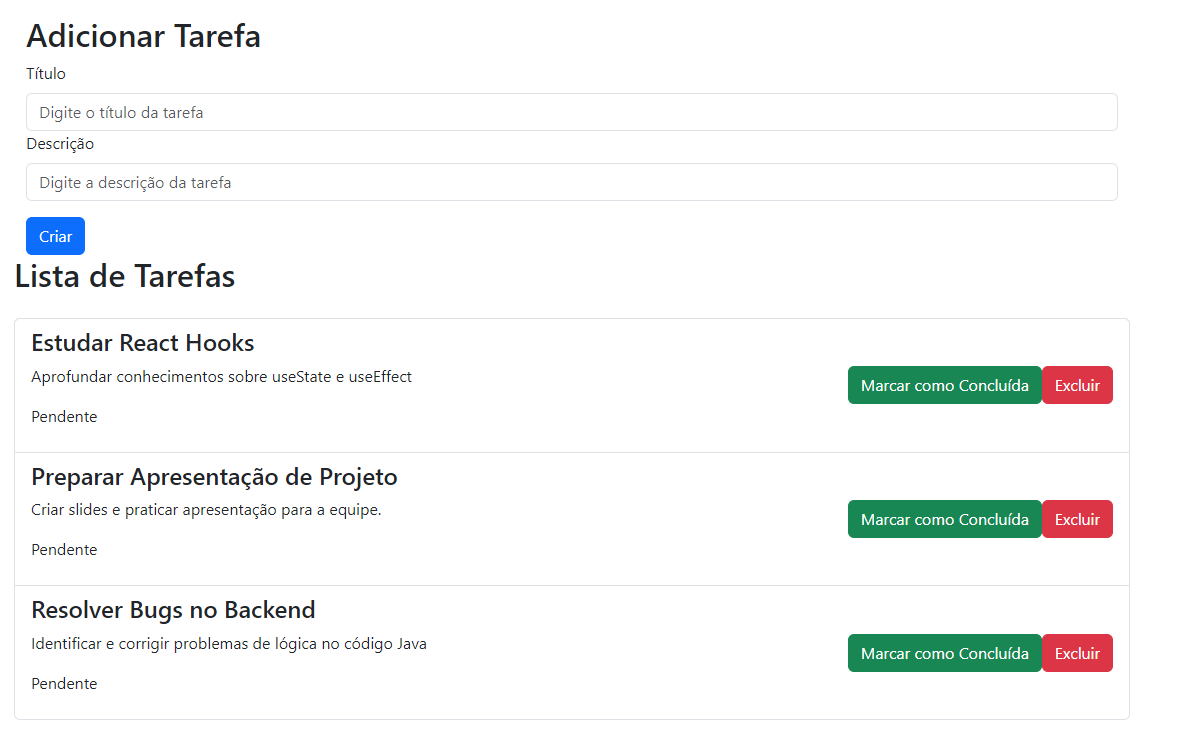 Adicionar Tarefa
Título
Digite o título da tarefa
Descrição
Digite a descrição da tarefa
Criar
Lista de Tarefas
Estudar React Hooks
Aprofundar conhecimentos sobre useState e useEffect
Pendente
Marcar como Concluída Excluir
Preparar Apresentação de Projeto
Criar slides e praticar apresentação para a equipe.
Pendente
Marcar como Concluída Excluir
Resolver Bugs no Backend
Identificar e corrigir problemas de lógica no código Java
Pendente
Marcar como Concluída Excluir